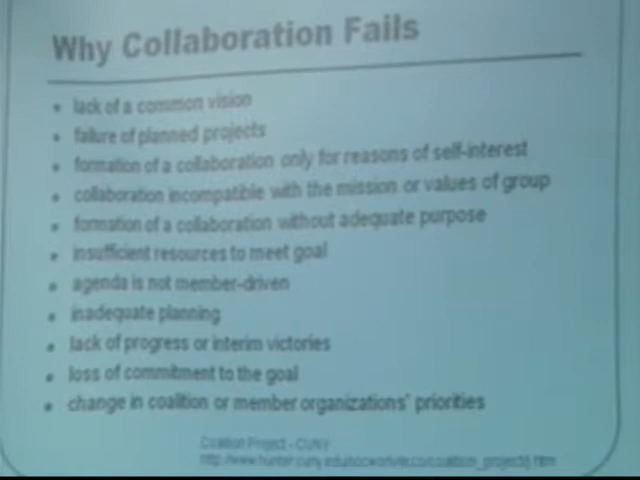 Why Collaboration Fails
• lack of a common vision
• failure of planned projects
• formation of a collaboration only for reasons of self-interest
• collaboration incompatible with the mission or values of group
• formation of a collaboration without adequate purpose
• insufficient resources to meet goal
• agenda is not member-driven
• inadequate planning
• lack of progress or interim victories
• loss of commitment to the goal
• change in coalition or member organizations' priorities
Coalition Project - CUNY